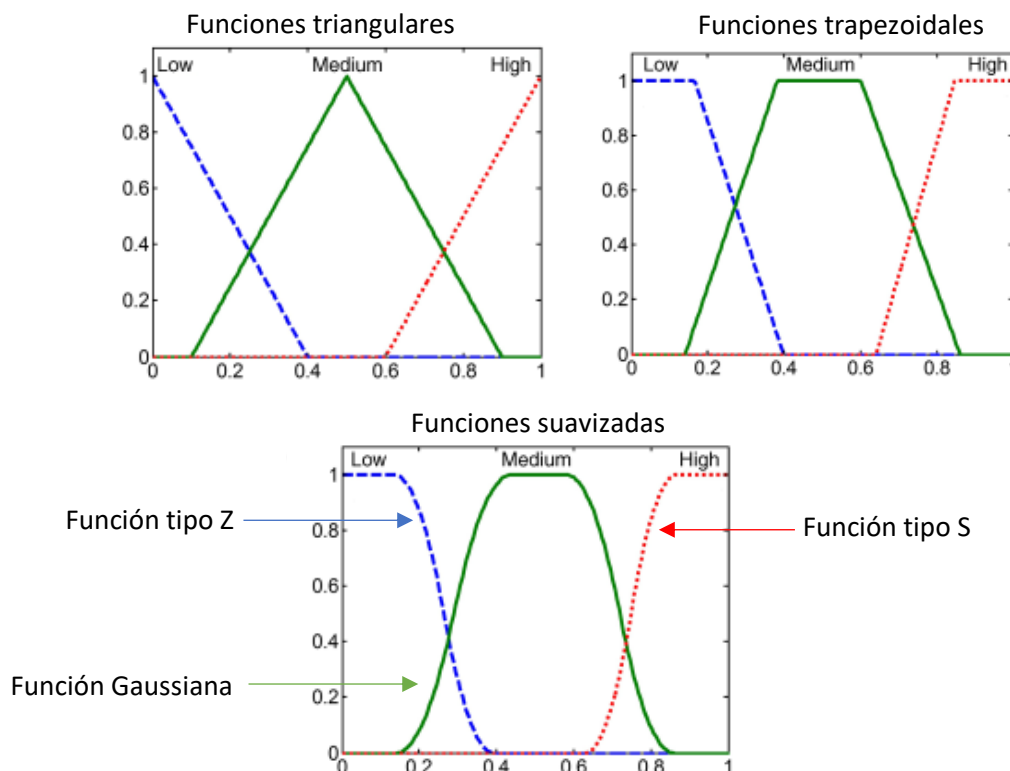 Funciones triangulares
Low Medium High
1
0.8
0.6
0.4
0.2
0
0 0.2 0.4 0.6 0.8 1
Funciones trapezoidales
Low Medium High
1
0.8
0.6
0.4
0.2
0
0 0.2 0.4 0.6 0.8 1
Funciones suavizadas
Low Medium High
1
0.8
0.6
0.4
0.2
0
0 0.2 0.4 0.6 0.8 1
Función tipo Z
Función tipo S
Función Gaussiana